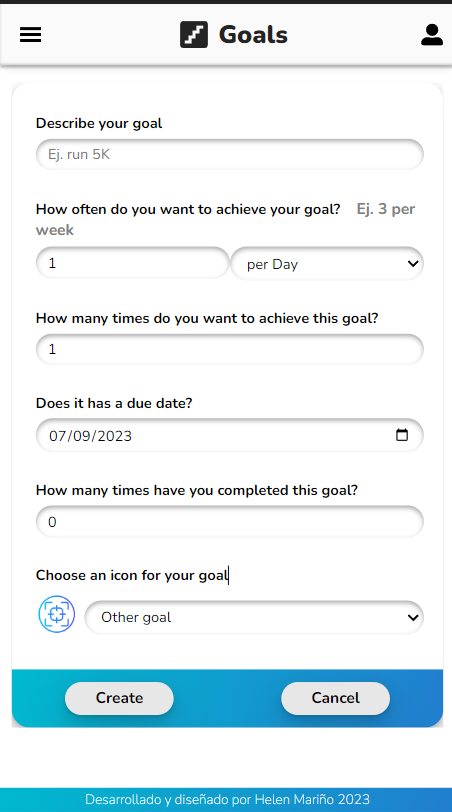 Goals
Describe your goal
Ej. run 5K
How often do you want to achieve your goal? Ej. 3 per
week
1 per Day
How many times do you want to achieve this goal?
1
Does it has a due date?
07/09/2023
How many times have you completed this goal?
0
Choose an icon for your goal
Other goal
Create Cancel
Desarrollado y diseñado por Helen Mariño 2023